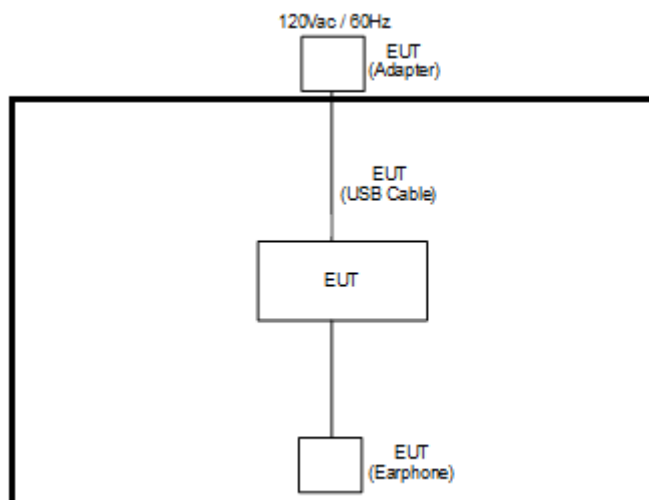 120Vac / 60Hz
EUT
(Adapter)
EUT
(USB Cable)
EUT
EUT
(Earphone)